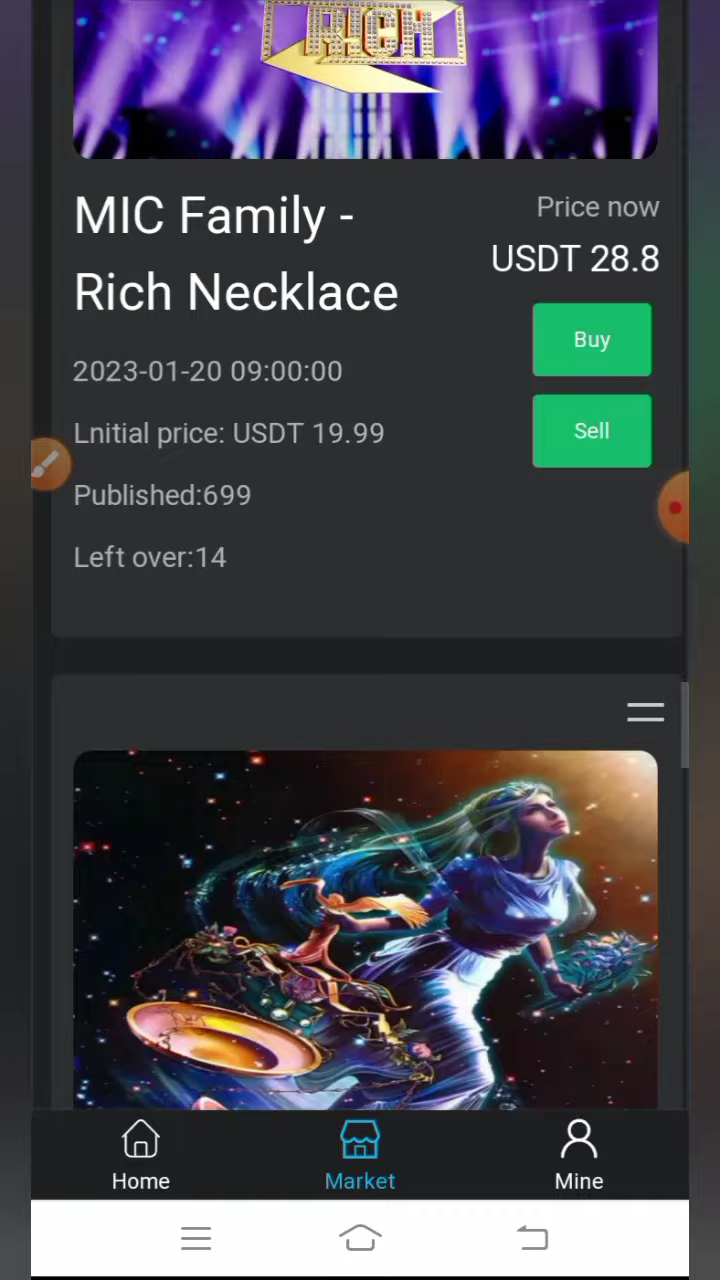 RICH
MIC Family -
Rich Necklace
Price now
USDT 28.8
Buy
2023-01-20 09:00:00
Lnitial price: USDT 19.99
Sell
Published:699
Left over:14
Home
Market
Mine